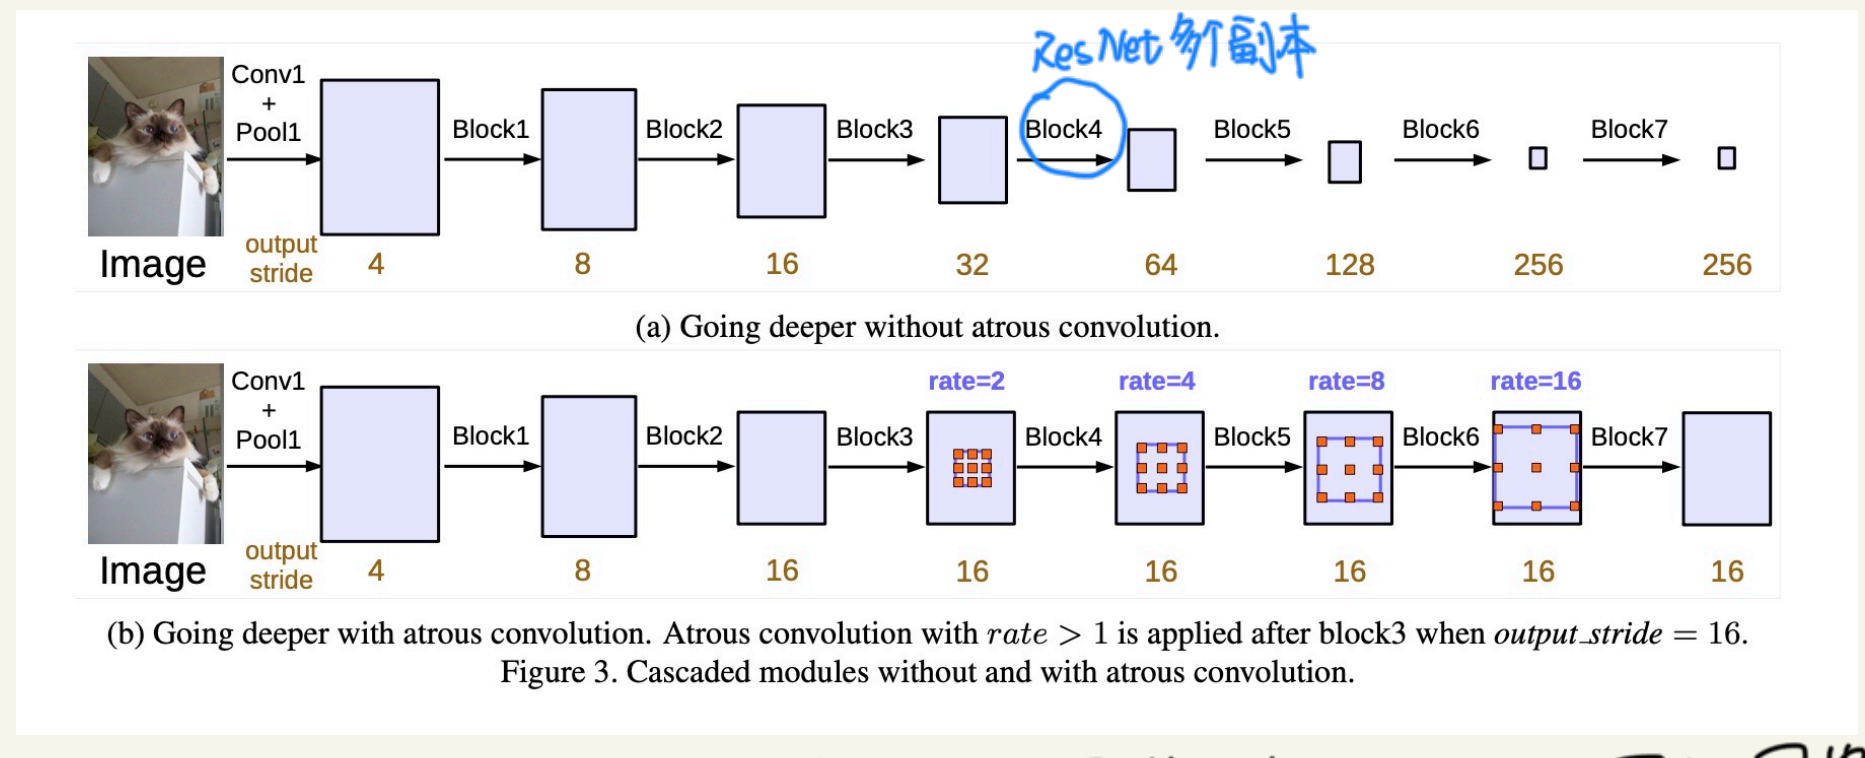 ResNet 多个副本
Conv1
+
Pool1
Block1
Block2
Block3
Block4
Block5
Block6
Block7
Image
output
stride
4
8
16
32
64
128
256
256
(a) Going deeper without atrous convolution.
Conv1
+
Pool1
Block1
Block2
rate=2
rate=4
rate=8
rate=16
Block3
Block4
Block5
Block6
Block7
Image
output
stride
4
8
16
16
16
16
16
16
(b) Going deeper with atrous convolution. Atrous convolution with rate > 1 is applied after block3 when output_stride = 16.
Figure 3. Cascaded modules without and with atrous convolution.